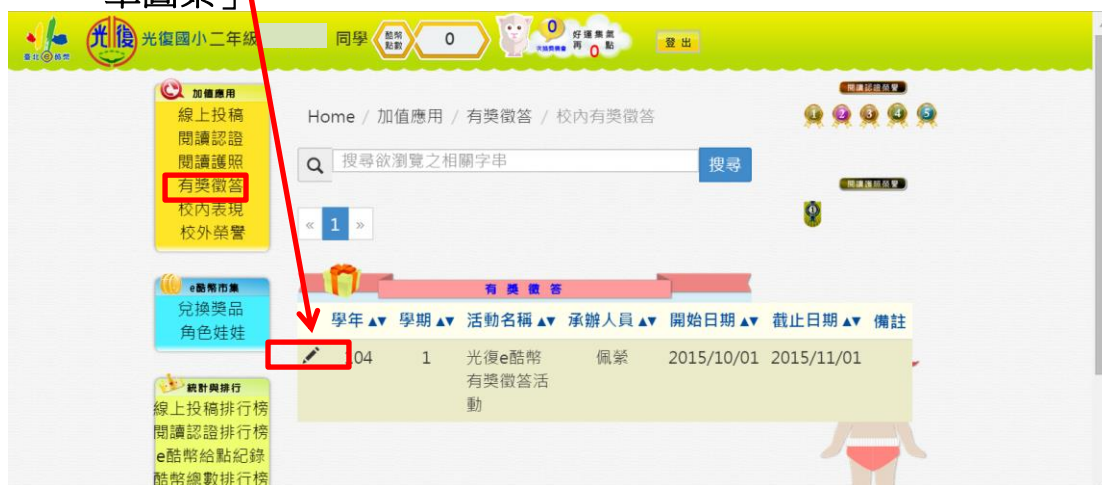 筆圖案」
臺北e酷幣
光復 光復國小二年級 同學 酷幣點數 0 0 好運集氣
再 0 點 登出
加值應用
線上投稿
閱讀認證
閱讀護照
有獎徵答
校內表現
校外榮譽
Home / 加值應用 / 有獎徵答 / 校內有獎徵答
搜尋欲瀏覽之相關字串 搜尋
« 1 »
閱讀認證榮譽
1 2 3 4 5
閱讀護照榮譽
e酷幣市集
兌換獎品
角色娃娃
有獎徵答
學年▲▼ 學期▲▼ 活動名稱▲▼ 承辦人員▲▼ 開始日期▲▼ 截止日期▲▼ 備註
104 1 光復e酷幣 佩縈 2015/10/01 2015/11/01
有獎徵答活
動
統計與排行
線上投稿排行榜
閱讀認證排行榜
e酷幣給點紀錄
酷幣總數排行榜